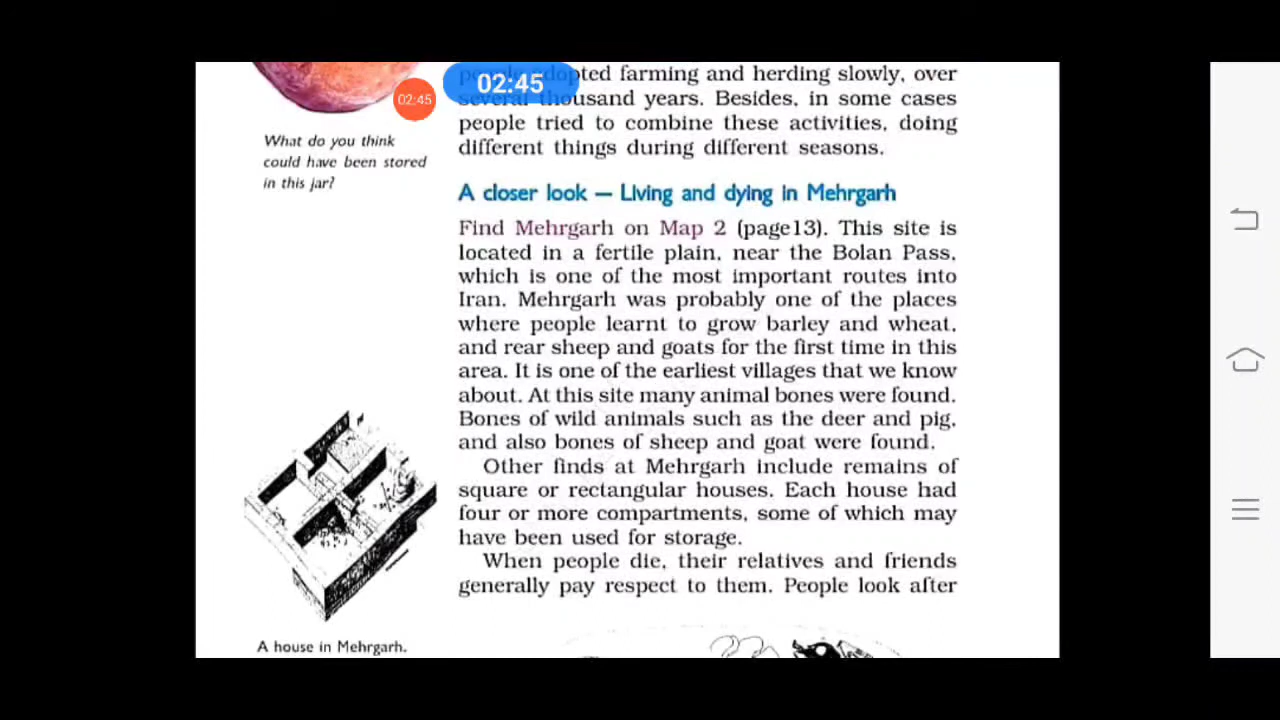 02:45
02:45
adopted farming and herding slowly, over
several thousand years. Besides, in some cases
people tried to combine these activities, doing
different things during different seasons.
What do you think
could have been stored
in this jar?
A closer look — Living and dying in Mehrgarh
Find Mehrgarh on Map 2 (page13). This site is
located in a fertile plain, near the Bolan Pass,
which is one of the most important routes into
Iran. Mehrgarh was probably one of the places
where people learnt to grow barley and wheat,
and rear sheep and goats for the first time in this
area. It is one of the earliest villages that we know
about. At this site many animal bones were found.
Bones of wild animals such as the deer and pig,
and also bones of sheep and goat were found.
Other finds at Mehrgarh include remains of
square or rectangular houses. Each house had
four or more compartments, some of which may
have been used for storage.
When people die, their relatives and friends
generally pay respect to them. People look after
A house in Mehrgarh.